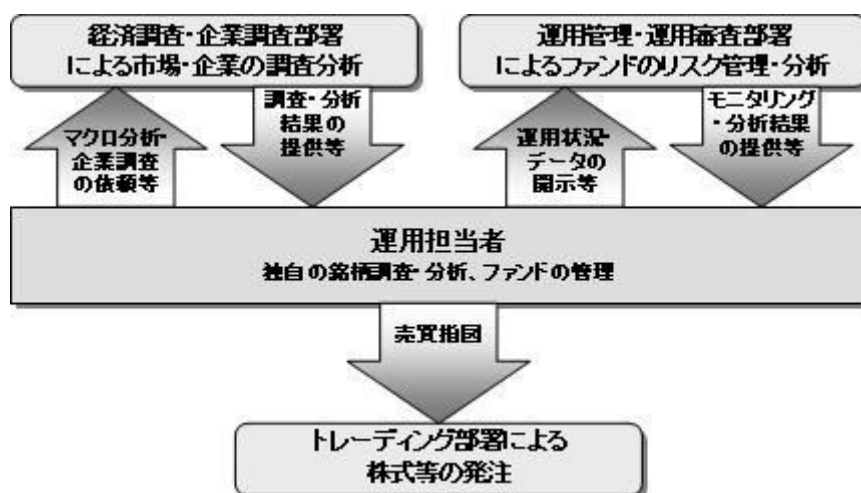 経済調査・企業調査部署
による市場・企業の調査分析
運用管理・運用審査部署
によるファンドのリスク管理・分析
マクロ分析・
企業調査
の依頼等
調査・分析
結果の
提供等
運用状況・
データの
開示等
モニタリング
・分析結果
の提供等
運用担当者
独自の銘柄調査・分析、ファンドの管理
売買指図
トレーディング部署による
株式等の発注